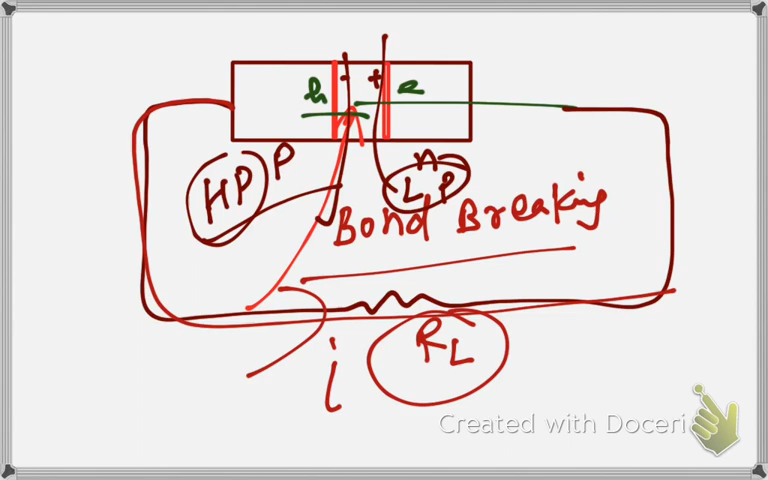 h - + e
P n
HP LP
Bond Breaking
RL
i
Created with Doceri